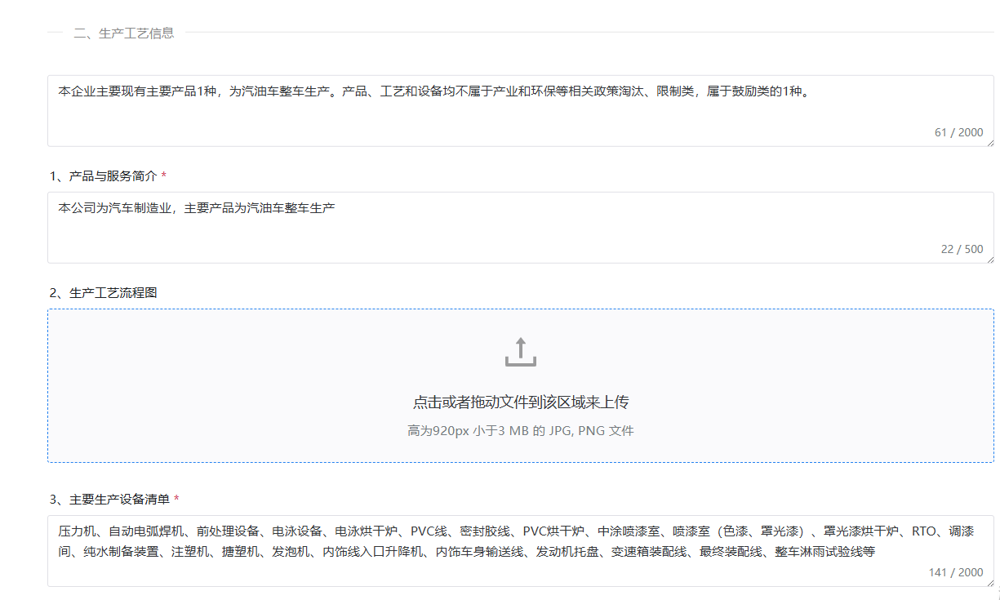 二、生产工艺信息
本企业主要现有主要产品1种，为汽油车整车生产。产品、工艺和设备均不属于产业和环保等相关政策淘汰、限制类，属于鼓励类的1种。
61 / 2000
1、产品与服务简介 *
本公司为汽车制造业，主要产品为汽油车整车生产
22 / 500
2、生产工艺流程图
点击或者拖动文件到该区域来上传
高为920px 小于3 MB 的 JPG, PNG 文件
3、主要生产设备清单 *
压力机、自动电弧焊机、前处理设备、电泳设备、电泳烘干炉、PVC线、密封胶线、PVC烘干炉、中涂喷漆室、喷漆室（色漆、罩光漆）、罩光漆烘干炉、RTO、调漆
间、纯水制备装置、注塑机、搪塑机、发泡机、内饰线入口升降机、内饰车身输送线、发动机托盘、变速箱装配线、最终装配线、整车淋雨试验线等
141 / 2000